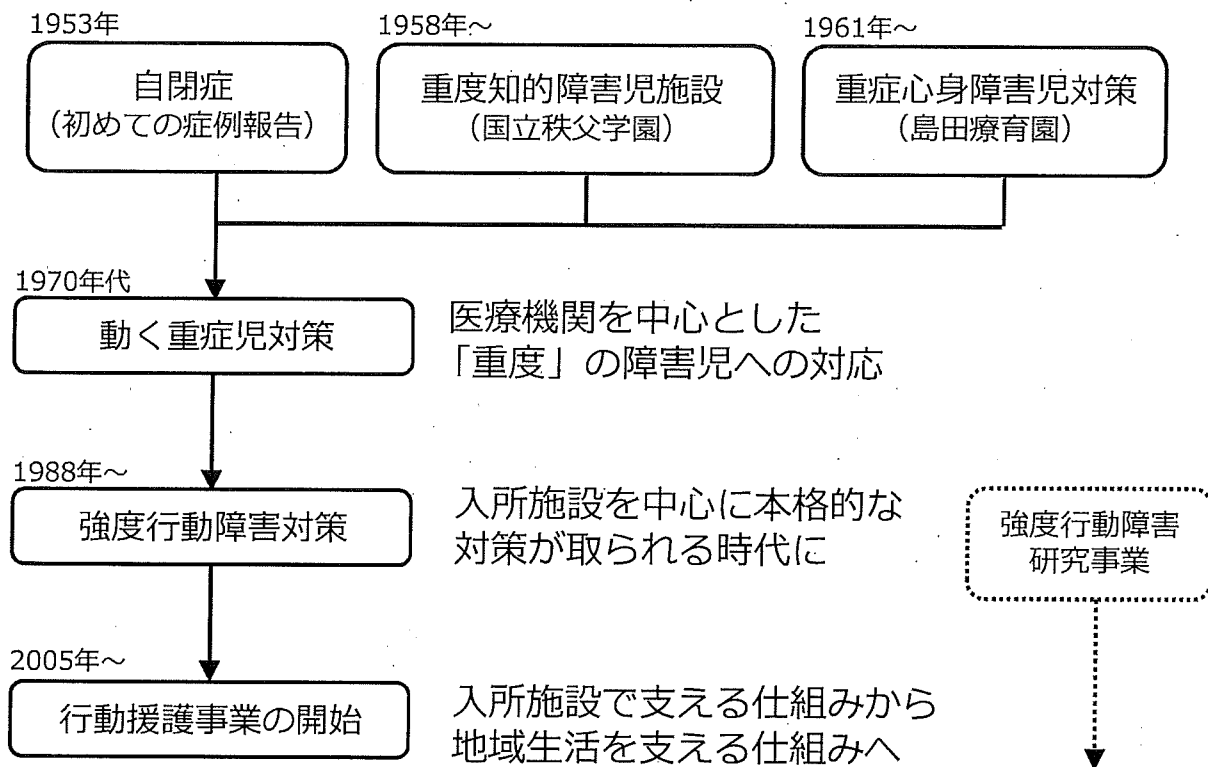 1953年
自閉症
（初めての症例報告）
1958年～
重度知的障害児施設
（国立秩父学園）
1961年～
重症心身障害児対策
（島田療育園）
1970年代
動く重症児対策
医療機関を中心とした
「重度」の障害児への対応
1988年～
強度行動障害対策
入所施設を中心に本格的な
対策が取られる時代に
強度行動障害
研究事業
2005年～
行動援護事業の開始
入所施設で支える仕組みから
地域生活を支える仕組みへ